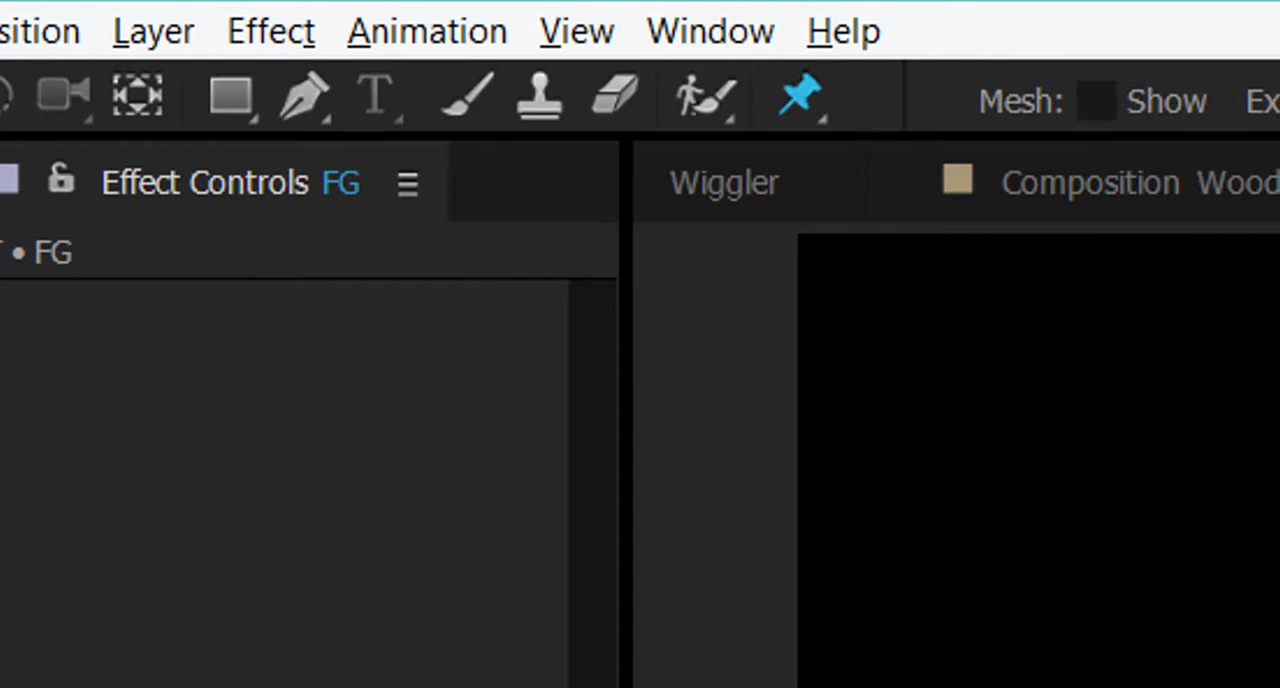 sition Layer Effect Animation View Window Help
Mesh: Show Ex
Effect Controls FG
Wiggler
Composition Wood
• FG